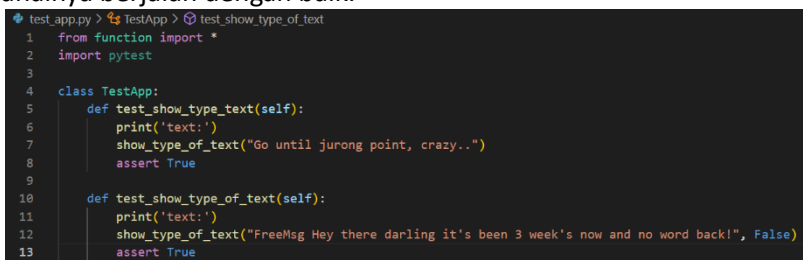 test_app.py > TestApp > test_show_type_of_text
1 from function import *
2 import pytest
3
4 class TestApp:
5 def test_show_type_text(self):
6 print('text:')
7 show_type_of_text("Go until jurong point, crazy..")
8 assert True
9
10 def test_show_type_of_text(self):
11 print('text:')
12 show_type_of_text("FreeMsg Hey there darling it's been 3 week's now and no word back!", False)
13 assert True